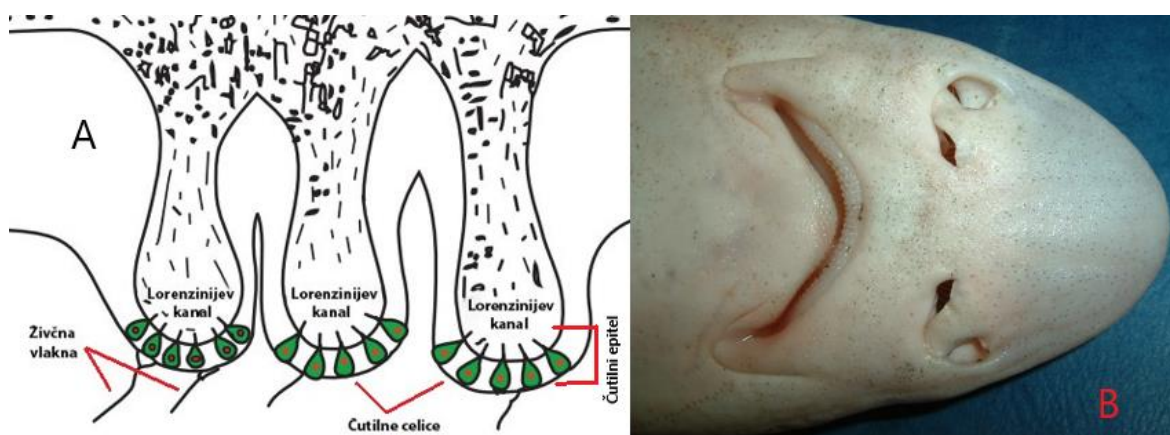 A
Lorenzinijev
kanal
Lorenzinijev
kanal
Lorenzinijev
kanal
Živčna
vlakna
Čutilne celice
Čutilni epitel
B